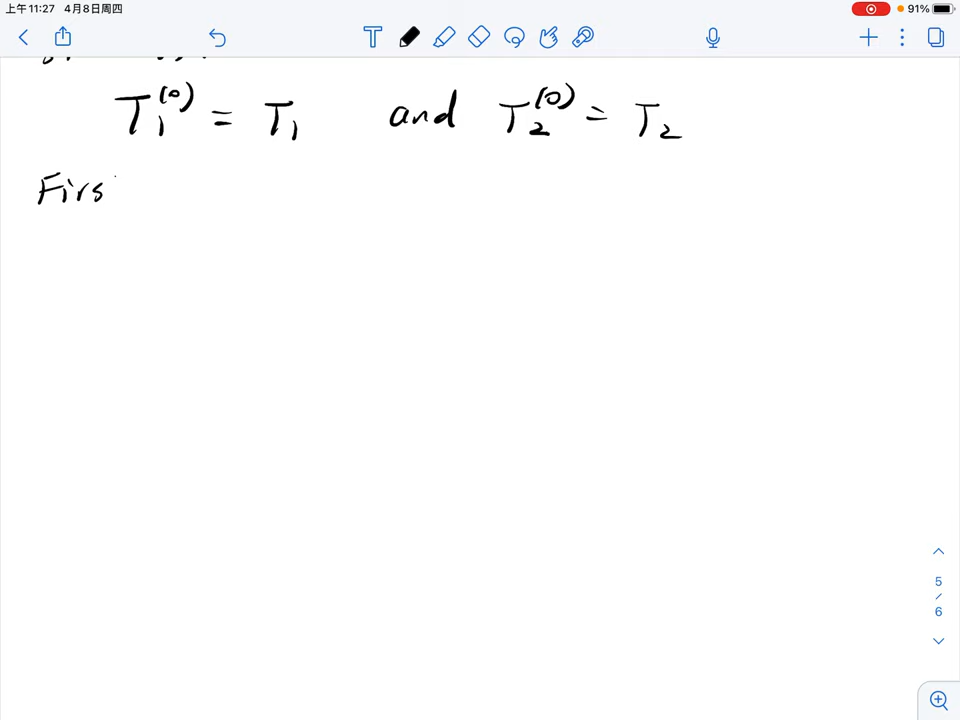 上午11:27 4月8日周四 91%
T₁⁽⁰⁾ = T₁ and T₂⁽⁰⁾ = T₂
Firs
5
/
6